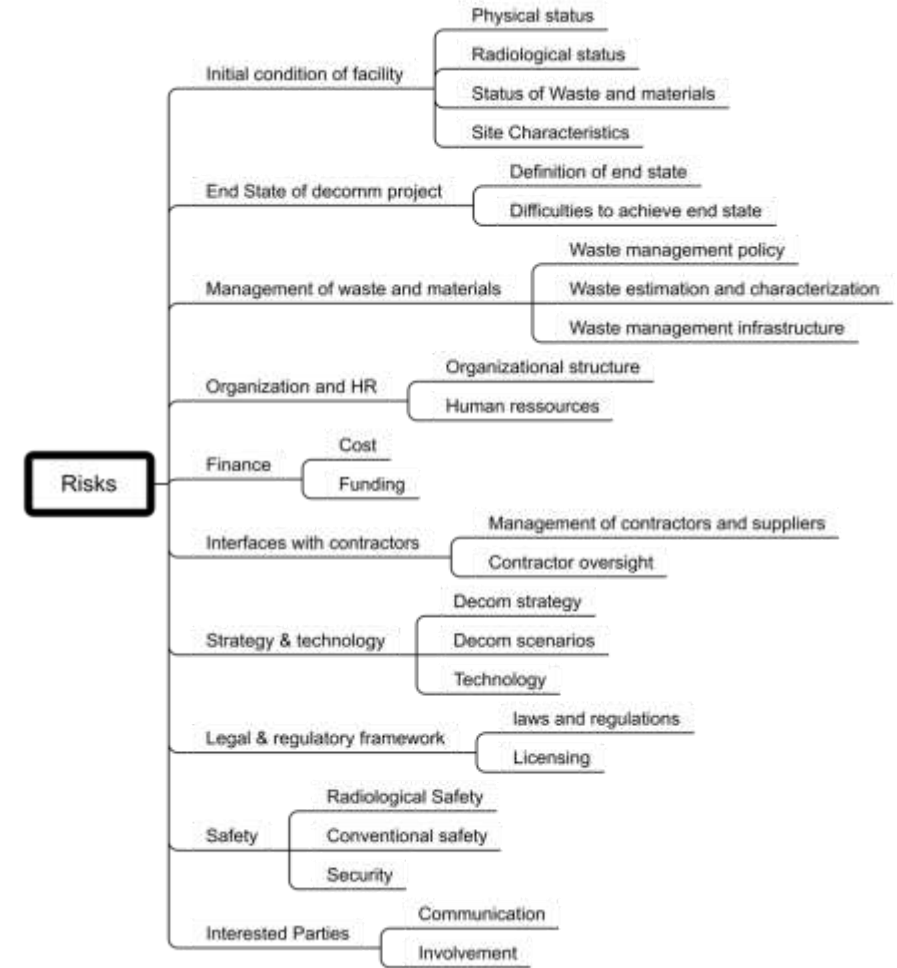 Risks
Initial condition of facility
Physical status
Radiological status
Status of Waste and materials
Site Characteristics
End State of decomm project
Definition of end state
Difficulties to achieve end state
Management of waste and materials
Waste management policy
Waste estimation and characterization
Waste management infrastructure
Organization and HR
Organizational structure
Human ressources
Finance
Cost
Funding
Interfaces with contractors
Management of contractors and suppliers
Contractor oversight
Strategy & technology
Decom strategy
Decom scenarios
Technology
Legal & regulatory framework
laws and regulations
Licensing
Safety
Radiological Safety
Conventional safety
Security
Interested Parties
Communication
Involvement